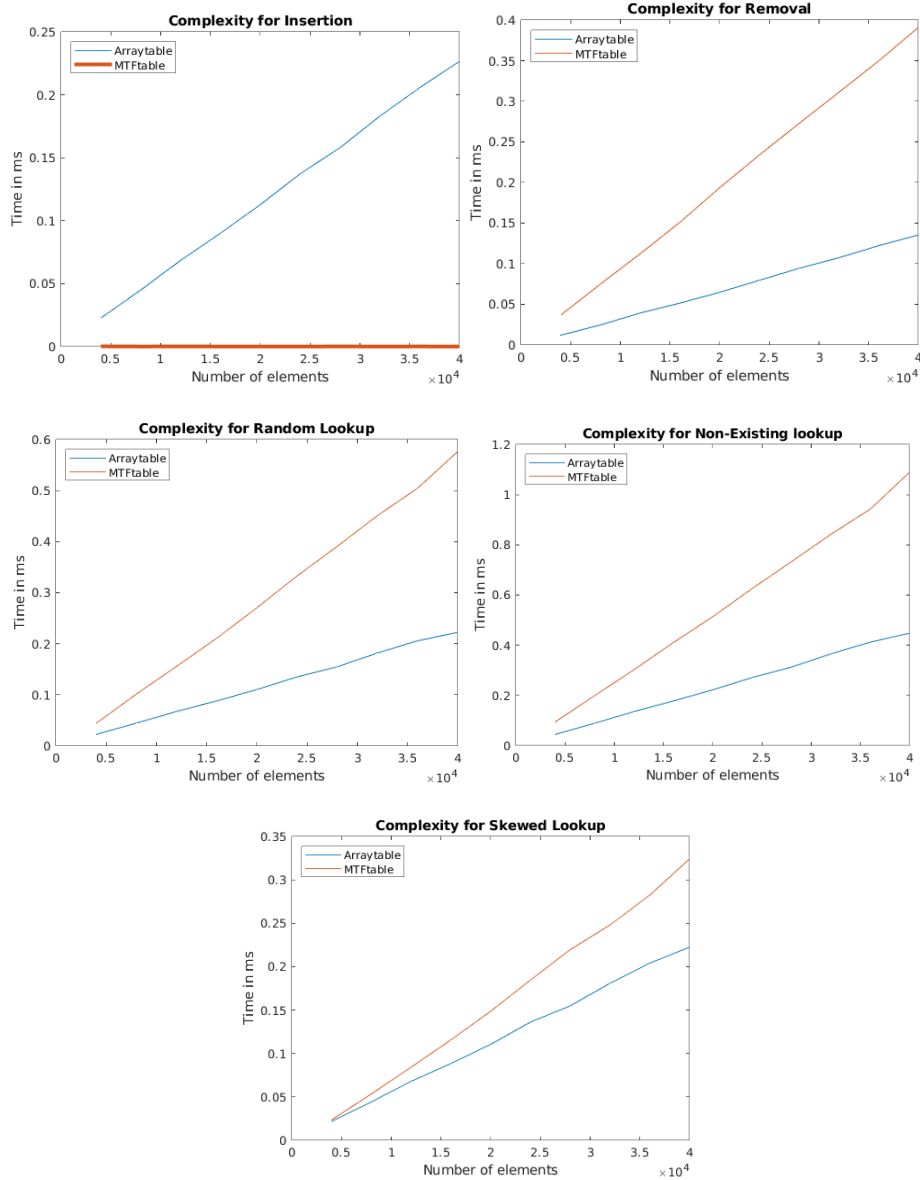 Complexity for Insertion
0.25
0.2
0.15
0.1
0.05
0
Time in ms
Arraytable
MTFtable
0 0.5 1 1.5 2 2.5 3 3.5 4
Number of elements
×10^4
Complexity for Removal
0.4
0.35
0.3
0.25
0.2
0.15
0.1
0.05
0
Time in ms
Arraytable
MTFtable
0 0.5 1 1.5 2 2.5 3 3.5 4
Number of elements
×10^4
Complexity for Random Lookup
0.6
0.5
0.4
0.3
0.2
0.1
0
Time in ms
Arraytable
MTFtable
0 0.5 1 1.5 2 2.5 3 3.5 4
Number of elements
×10^4
Complexity for Non-Existing lookup
1.2
1
0.8
0.6
0.4
0.2
0
Time in ms
Arraytable
MTFtable
0 0.5 1 1.5 2 2.5 3 3.5 4
Number of elements
×10^4
Complexity for Skewed Lookup
0.35
0.3
0.25
0.2
0.15
0.1
0.05
0
Time in ms
Arraytable
MTFtable
0 0.5 1 1.5 2 2.5 3 3.5 4
Number of elements
×10^4